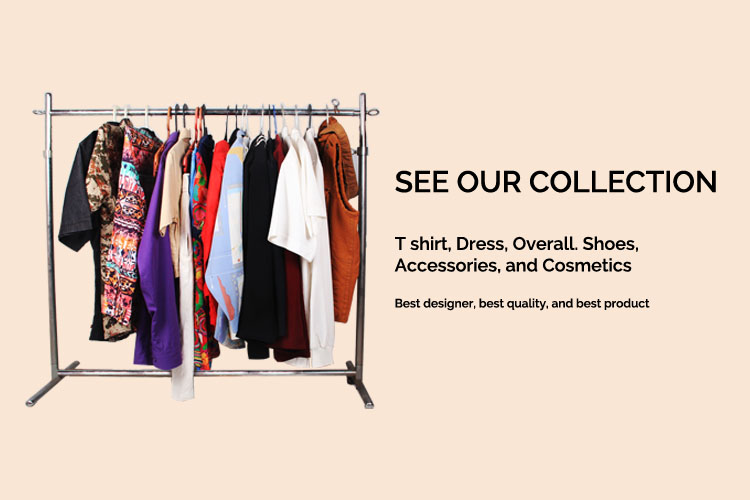 SEE OUR COLLECTION
T shirt, Dress, Overall. Shoes,
Accessories, and Cosmetics
Best designer, best quality, and best product